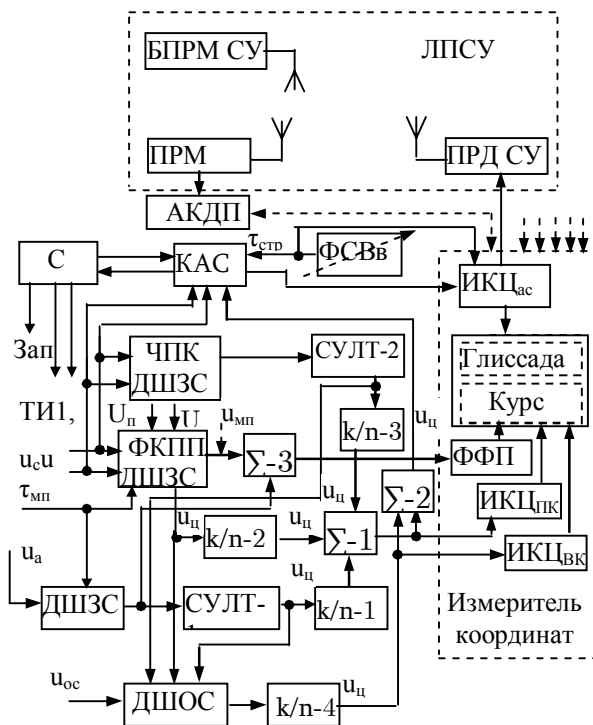 БПРМ СУ
ЛПСУ
ПРМ
ПРД СУ
АКДП
τстр
ФСВв
С
КАС
ИКЦас
Зап
ЧПК
ДШЗС
СУЛТ-2
Глиссада
Курс
ТИ1,
Uп
U
uмп
k/n-3
uц
uсu
ФКПП
ДШЗС
∑-3
ФФП
τмп
uц
∑-2
ИКЦПК
uц
k/n-2
uц
∑-1
ИКЦВК
uа
uц
ДШЗС
СУЛТ-
k/n-1
Измеритель
координат
uос
ДШОС
k/n-4
uц